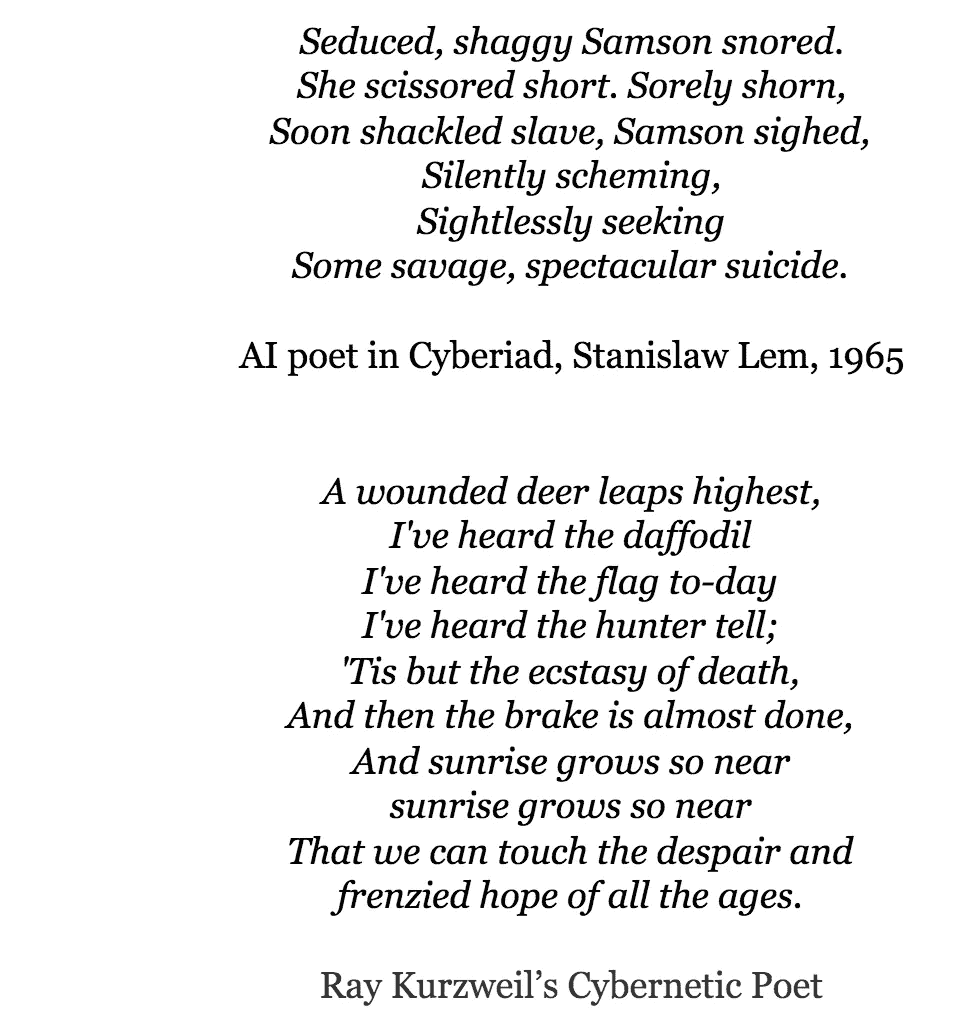 Seduced, shaggy Samson snored.
She scissored short. Sorely shorn,
Soon shackled slave, Samson sighed,
Silently scheming,
Sightlessly seeking
Some savage, spectacular suicide.
AI poet in Cyberiad, Stanislaw Lem, 1965
A wounded deer leaps highest,
I've heard the daffodil
I've heard the flag to-day
I've heard the hunter tell;
'Tis but the ecstasy of death,
And then the brake is almost done,
And sunrise grows so near
sunrise grows so near
That we can touch the despair and
frenzied hope of all the ages.
Ray Kurzweil’s Cybernetic Poet